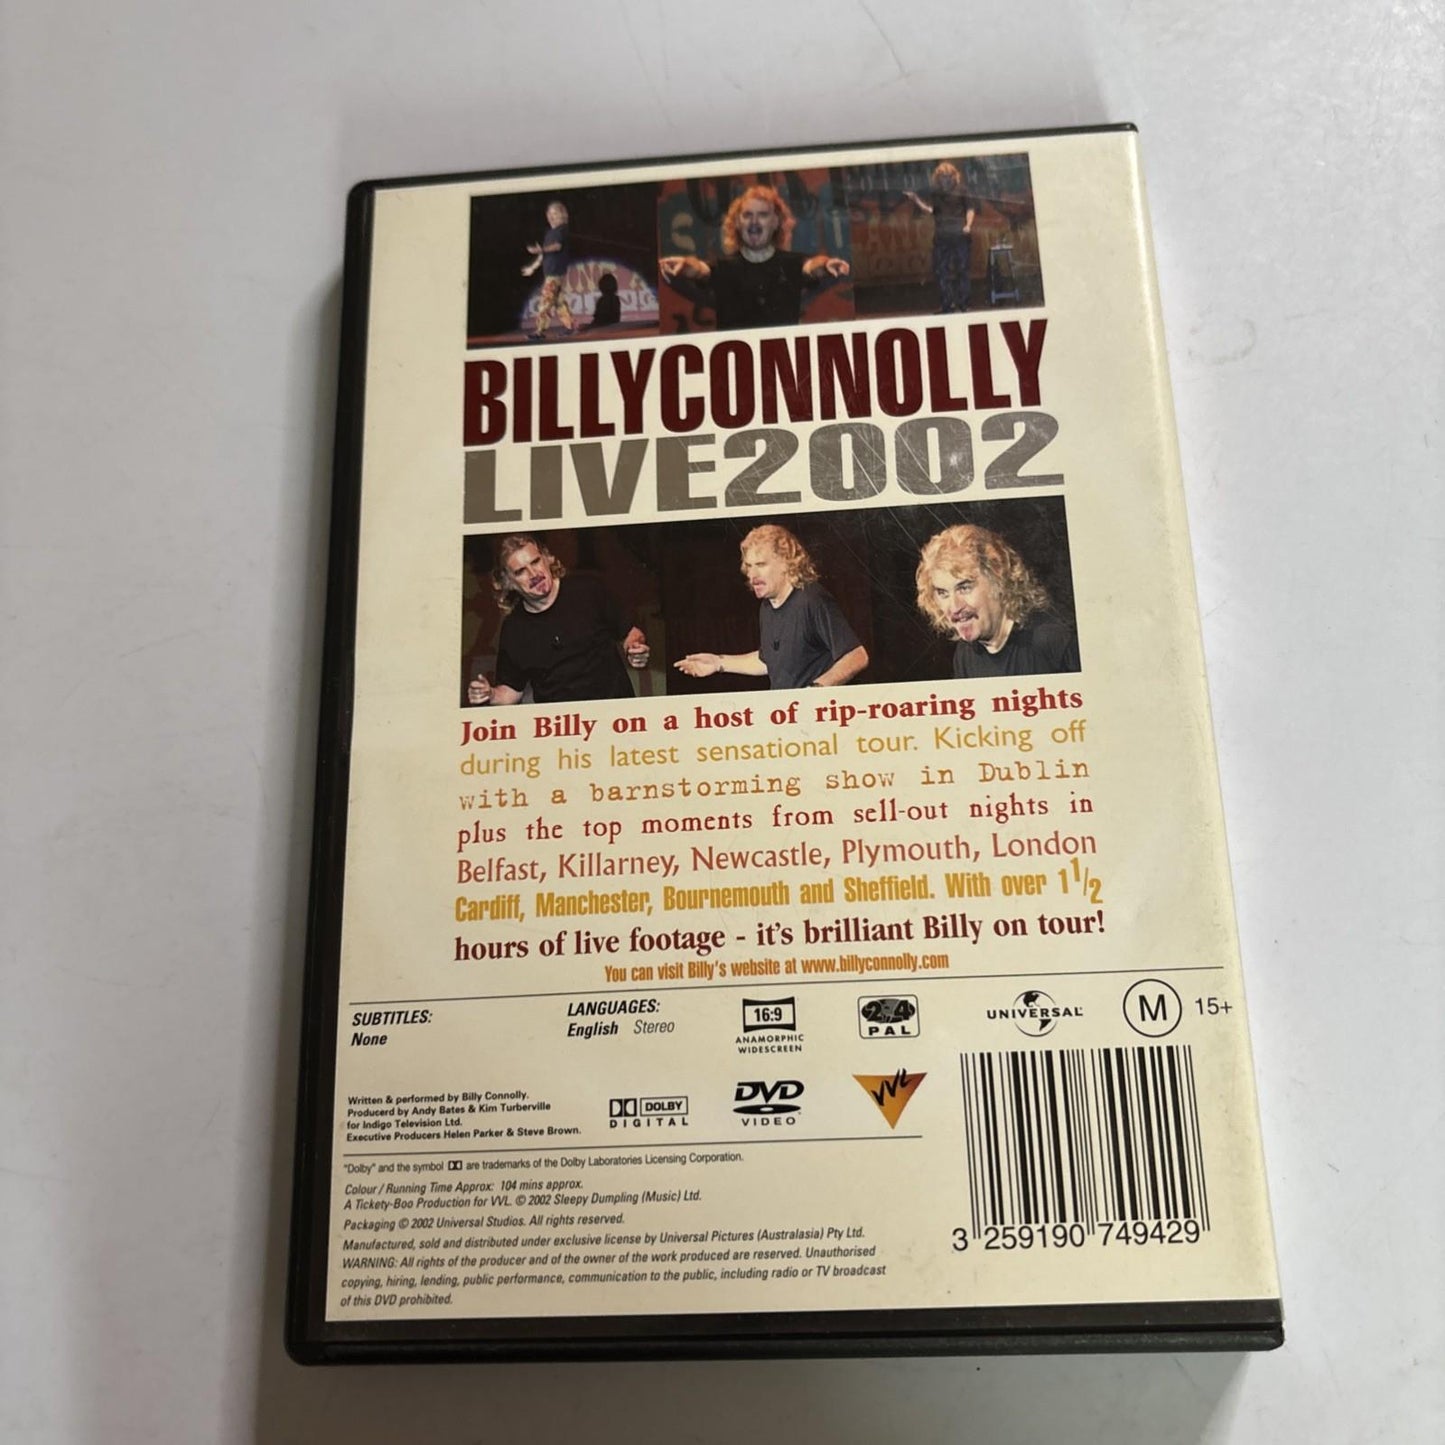 BILLYCONNOLLY
LIVE2002
Join Billy on a host of rip-roaring nights
during his latest sensational tour. Kicking off
with a barnstorming show in Dublin
plus the top moments from sell-out nights in
Belfast, Killarney, Newcastle, Plymouth, London
Cardiff, Manchester, Bournemouth and Sheffield. With over 1 1/2
hours of live footage - it's brilliant Billy on tour!
You can visit Billy's website at www.billyconnolly.com
SUBTITLES:
None
LANGUAGES:
English Stereo
16:9
ANAMORPHIC
WIDESCREEN
2 4
PAL
UNIVERSAL
M 15+
Written & performed by Billy Connolly.
Producerd by Andy Bates & Kim Turberville
for Indigo Television Ltd.
Executive Producers Helen Parker & Steve Brown.
DOLBY
DIGITAL
DVD
VIDEO
VVL
"Dolby" and the symbol are trademarks of the Dolby Laboratories Licensing Corporation.
Colour / Running Time Approx: 104 mins approx.
A Tickety-Boo Production for VVL. © 2002 Sleepy Dumpling (Music) Ltd.
Packaging © 2002 Universal Studios. All rights reserved.
Manufactured, sold and distributed under exclusive license by Universal Pictures (Australasia) Pty Ltd.
WARNING: All rights of the producer and of the owner of the work produced are reserved. Unauthorised
copying, hiring, lending, public performance, communication to the public, including radio or TV broadcast
of this DVD prohibited.
3 259190 749429